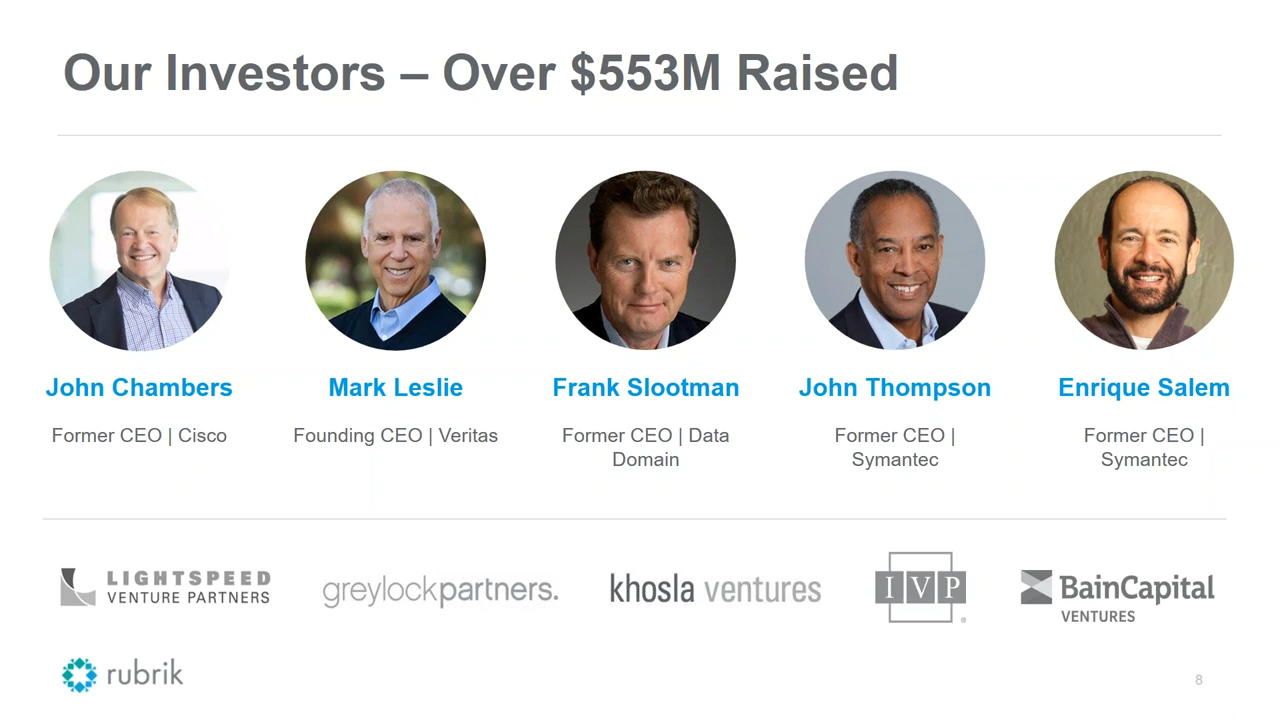 Our Investors – Over $553M Raised
John Chambers
Mark Leslie
Frank Slootman
John Thompson
Enrique Salem
Former CEO | Cisco
Founding CEO | Veritas
Former CEO | Data
Domain
Former CEO |
Symantec
Former CEO |
Symantec
LIGHTSPEED
VENTURE PARTNERS
greylockpartners.
khosla ventures
IVP®
BainCapital
VENTURES
rubrik
8